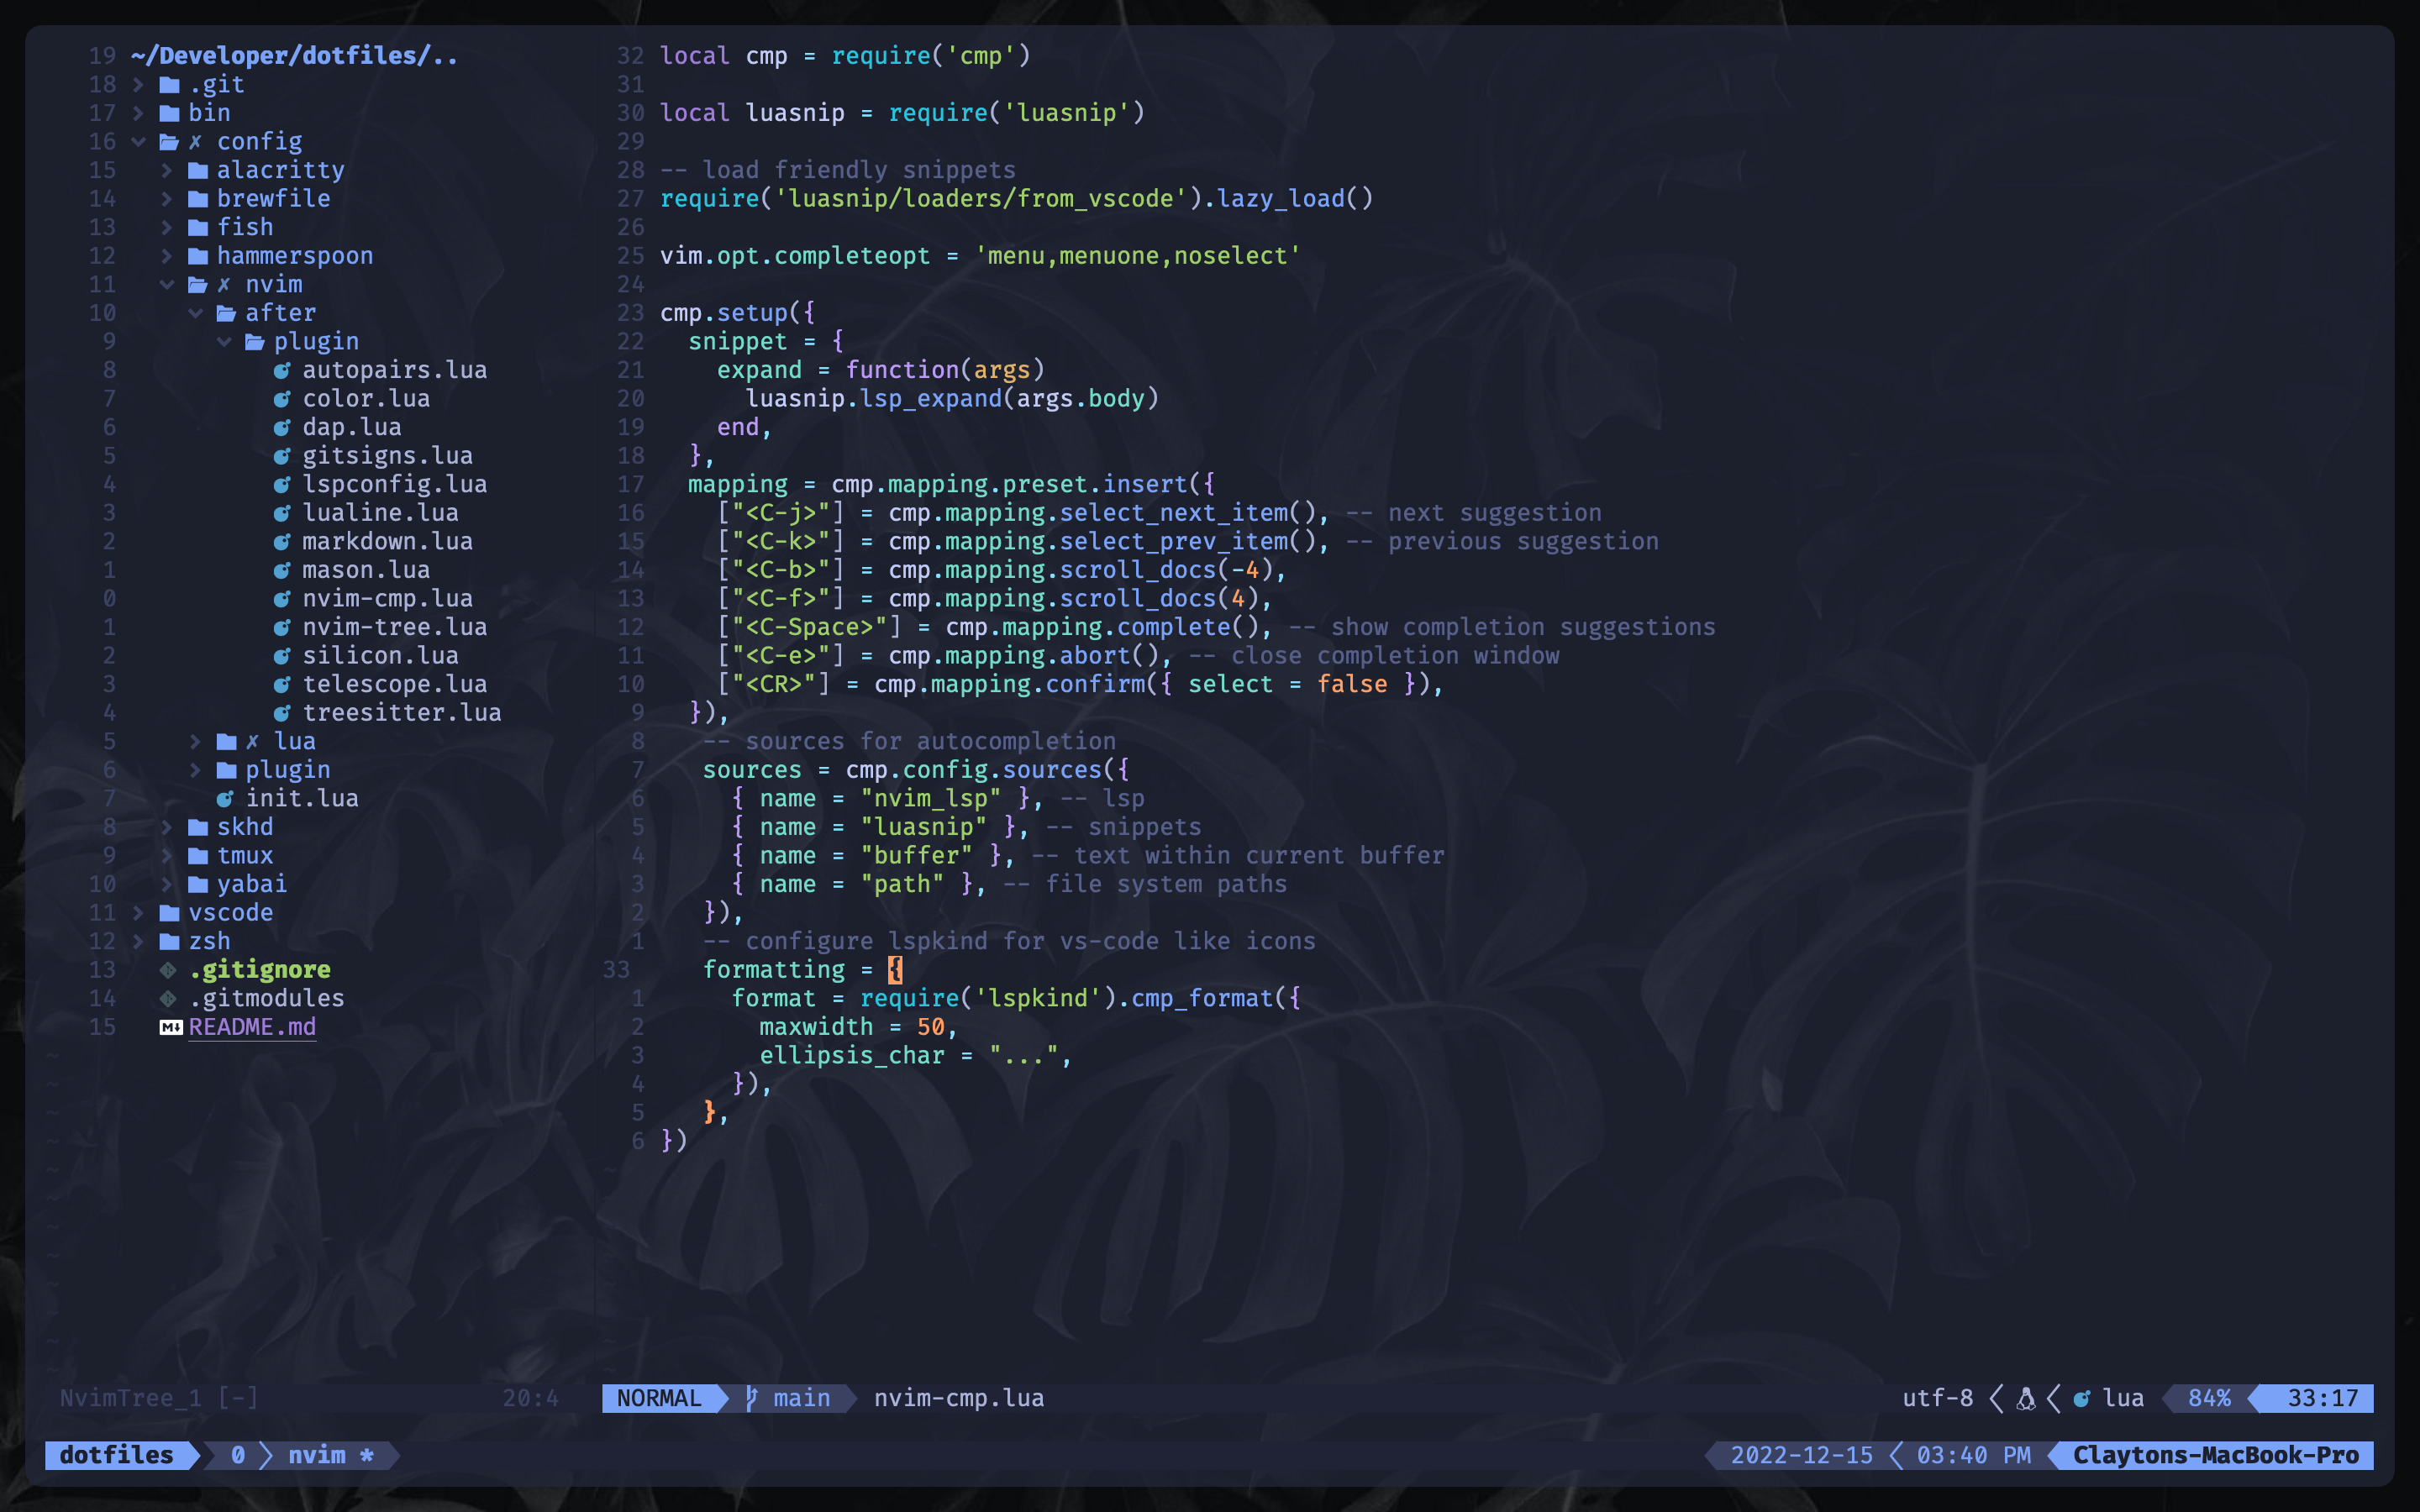 19 ~/Developer/dotfiles/..
18 .git
17 bin
16 ✗ config
15 alacritty
14 brewfile
13 fish
12 hammerspoon
11 ✗ nvim
10 after
9 plugin
8 autopairs.lua
7 color.lua
6 dap.lua
5 gitsigns.lua
4 lspconfig.lua
3 lualine.lua
2 markdown.lua
1 mason.lua
0 nvim-cmp.lua
1 nvim-tree.lua
2 silicon.lua
3 telescope.lua
4 treesitter.lua
5 ✗ lua
6 plugin
7 init.lua
8 skhd
9 tmux
10 yabai
11 vscode
12 zsh
13 .gitignore
14 .gitmodules
15 README.md
32 local cmp = require('cmp')
31
30 local luasnip = require('luasnip')
29
28 -- load friendly snippets
27 require('luasnip/loaders/from_vscode').lazy_load()
26
25 vim.opt.completeopt = 'menu,menuone,noselect'
24
23 cmp.setup({
22   snippet = {
21     expand = function(args)
20       luasnip.lsp_expand(args.body)
19     end,
18   },
17   mapping = cmp.mapping.preset.insert({
16     ["<C-j>"] = cmp.mapping.select_next_item(), -- next suggestion
15     ["<C-k>"] = cmp.mapping.select_prev_item(), -- previous suggestion
14     ["<C-b>"] = cmp.mapping.scroll_docs(-4),
13     ["<C-f>"] = cmp.mapping.scroll_docs(4),
12     ["<C-Space>"] = cmp.mapping.complete(), -- show completion suggestions
11     ["<C-e>"] = cmp.mapping.abort(), -- close completion window
10     ["<CR>"] = cmp.mapping.confirm({ select = false }),
9   }),
8    -- sources for autocompletion
7    sources = cmp.config.sources({
6      { name = "nvim_lsp" }, -- lsp
5      { name = "luasnip" }, -- snippets
4      { name = "buffer" }, -- text within current buffer
3      { name = "path" }, -- file system paths
2    }),
1    -- configure lspkind for vs-code like icons
33    formatting = {
1      format = require('lspkind').cmp_format({
2        maxwidth = 50,
3        ellipsis_char = "...",
4      }),
5    },
6 })
NvimTree_1 [-] 20:4
NORMAL main nvim-cmp.lua utf-8 lua 84% 33:17
dotfiles 0 nvim * 2022-12-15 03:40 PM Claytons-MacBook-Pro